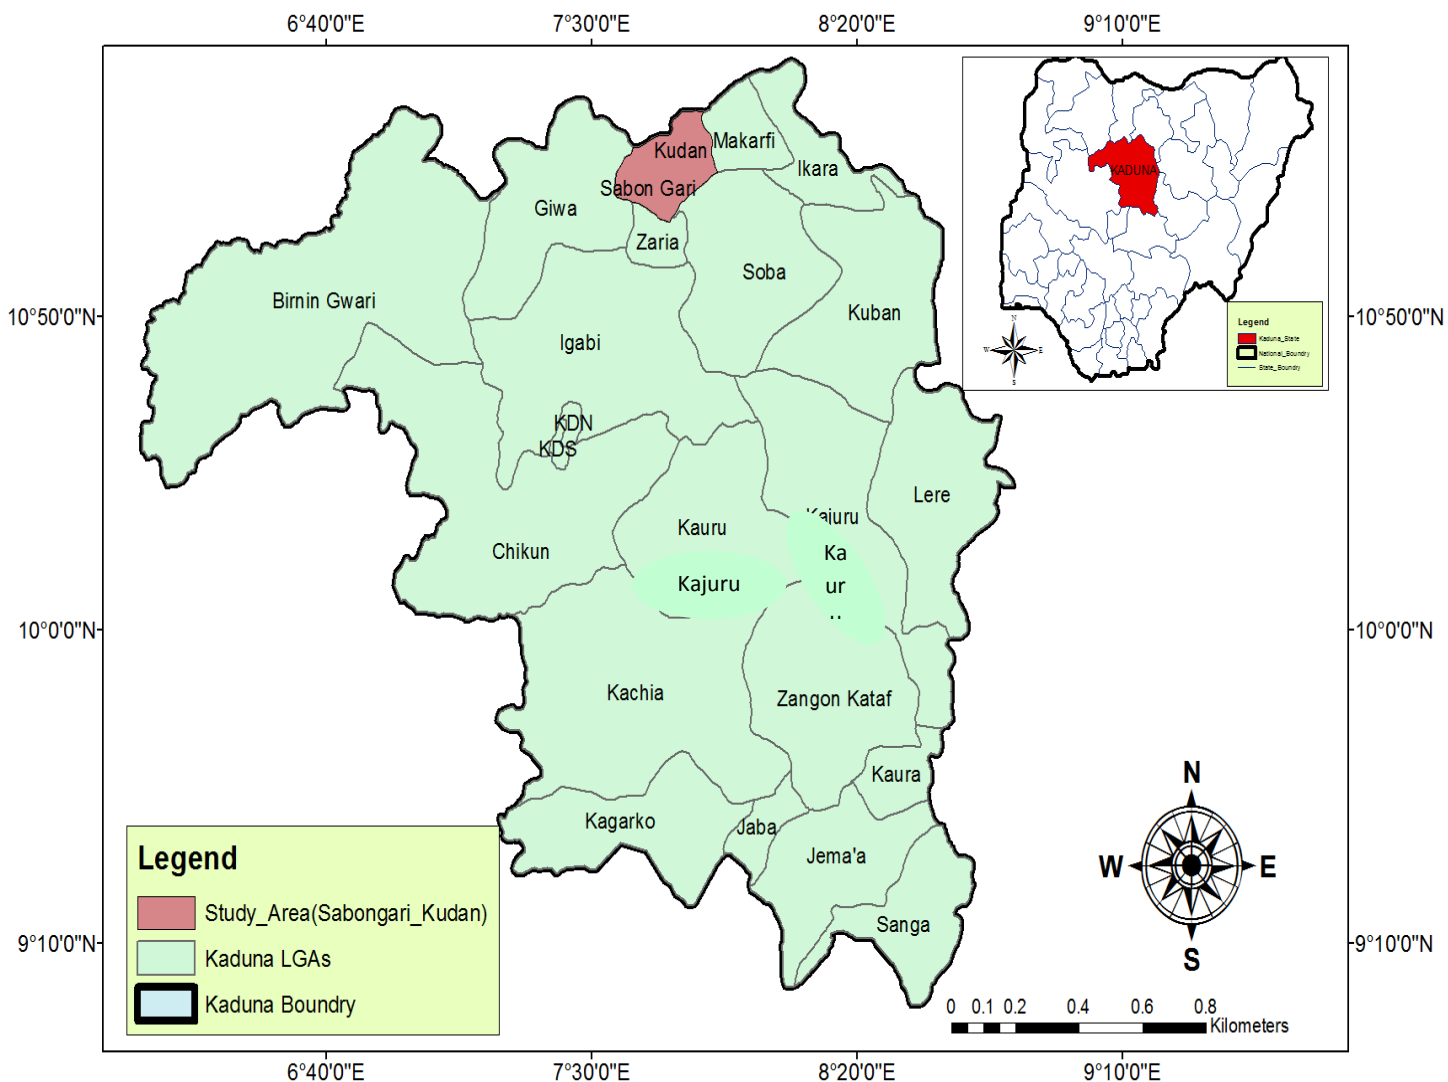 6°40'0"E 7°30'0"E 8°20'0"E 9°10'0"E
Makarfi
Kudan
Ikara
Sabon Gari
Giwa
Zaria
Soba
Birnin Gwari
Kuban
10°50'0"N
10°50'0"N
Igabi
KDN
KDS
Lere
Kajuru
Kauru
Chikun
Ka
ur
Kajuru
10°0'0"N
10°0'0"N
Kachia
Zangon Kataf
Kaura
Kagarko
Jaba
Jema'a
Sanga
9°10'0"N
9°10'0"N
KADUNA
N
W E
S
Legend
Kaduna_State
National_Boundry
State_Boundry
Legend
Study_Area(Sabongari_Kudan)
Kaduna LGAs
Kaduna Boundry
N
W E
S
0 0.1 0.2 0.4 0.6 0.8
Kilometers
6°40'0"E 7°30'0"E 8°20'0"E 9°10'0"E